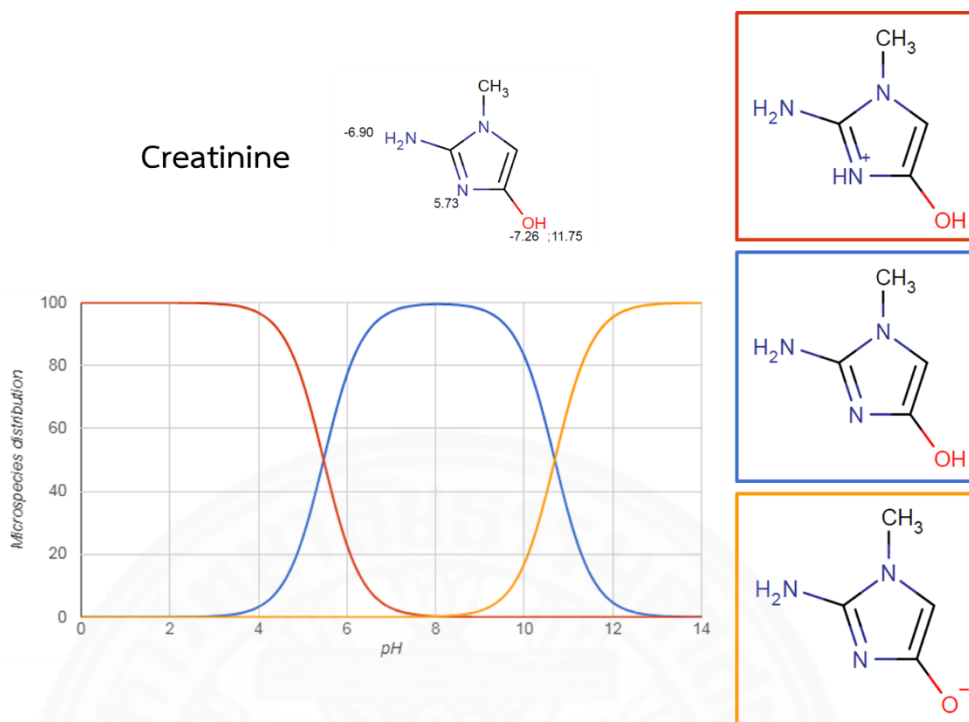 Creatinine
CH3
-6.90
H2N
N
N
5.73
OH
-7.26 ;11.75
CH3
H2N
N
HN+
OH
CH3
H2N
N
N
OH
CH3
H2N
N
N
O−
Microspecies distribution
100
80
60
40
20
0
0 2 4 6 8 10 12 14
pH